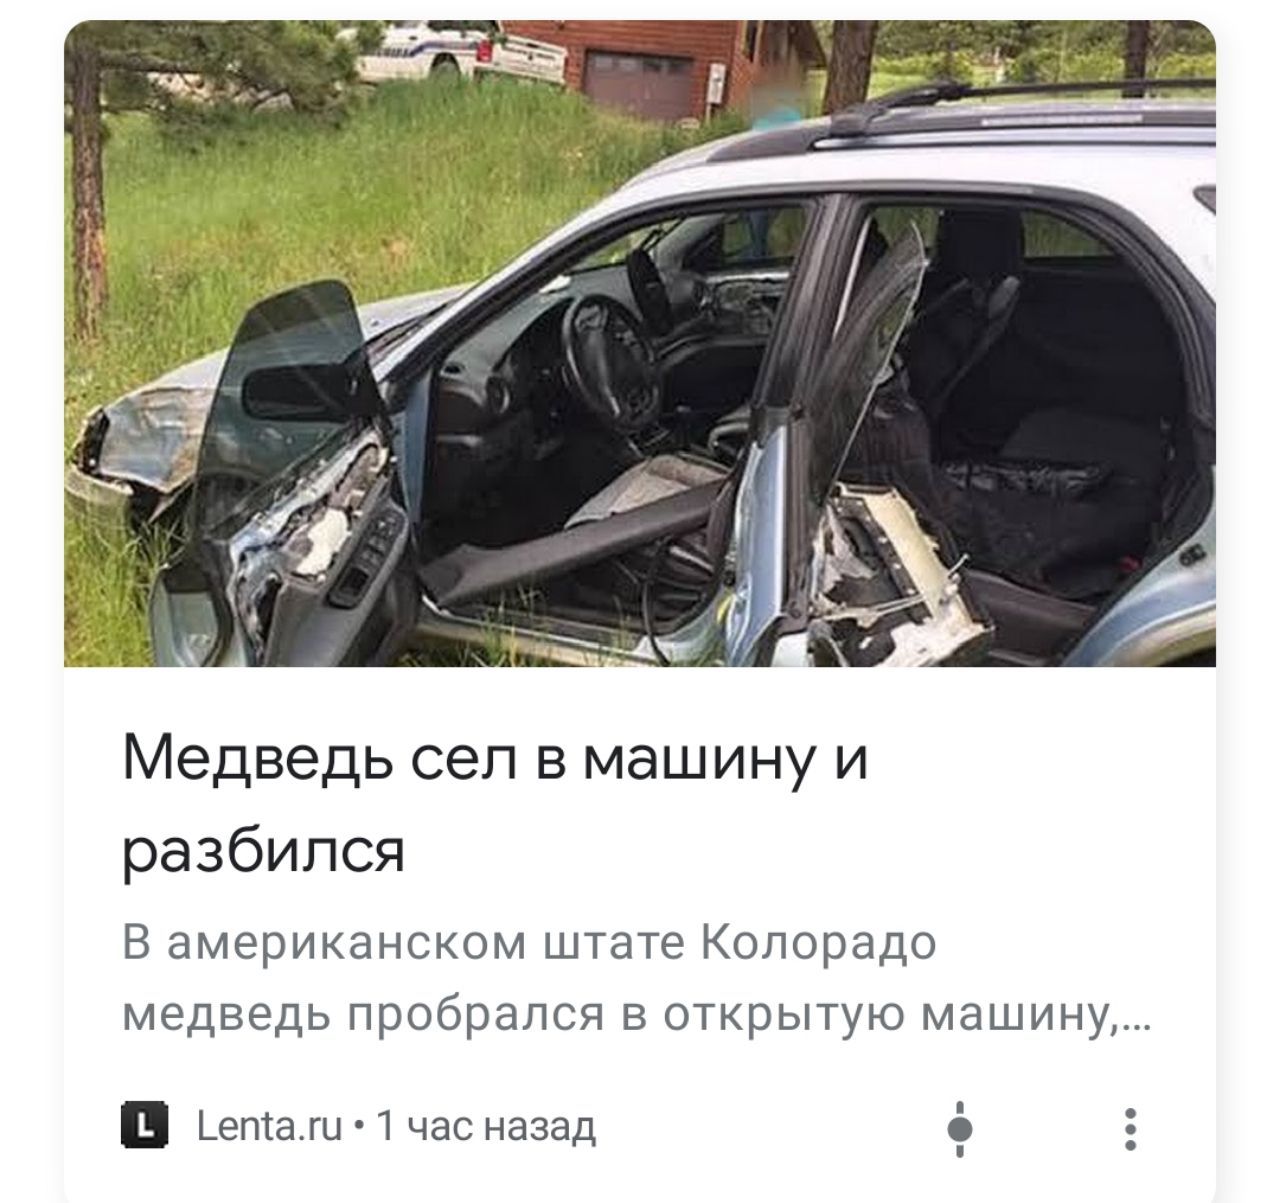 Медведь сел в машину и
разбился
В американском штате Колорадо
медведь пробрался в открытую машину,...
L Lenta.ru • 1 час назад